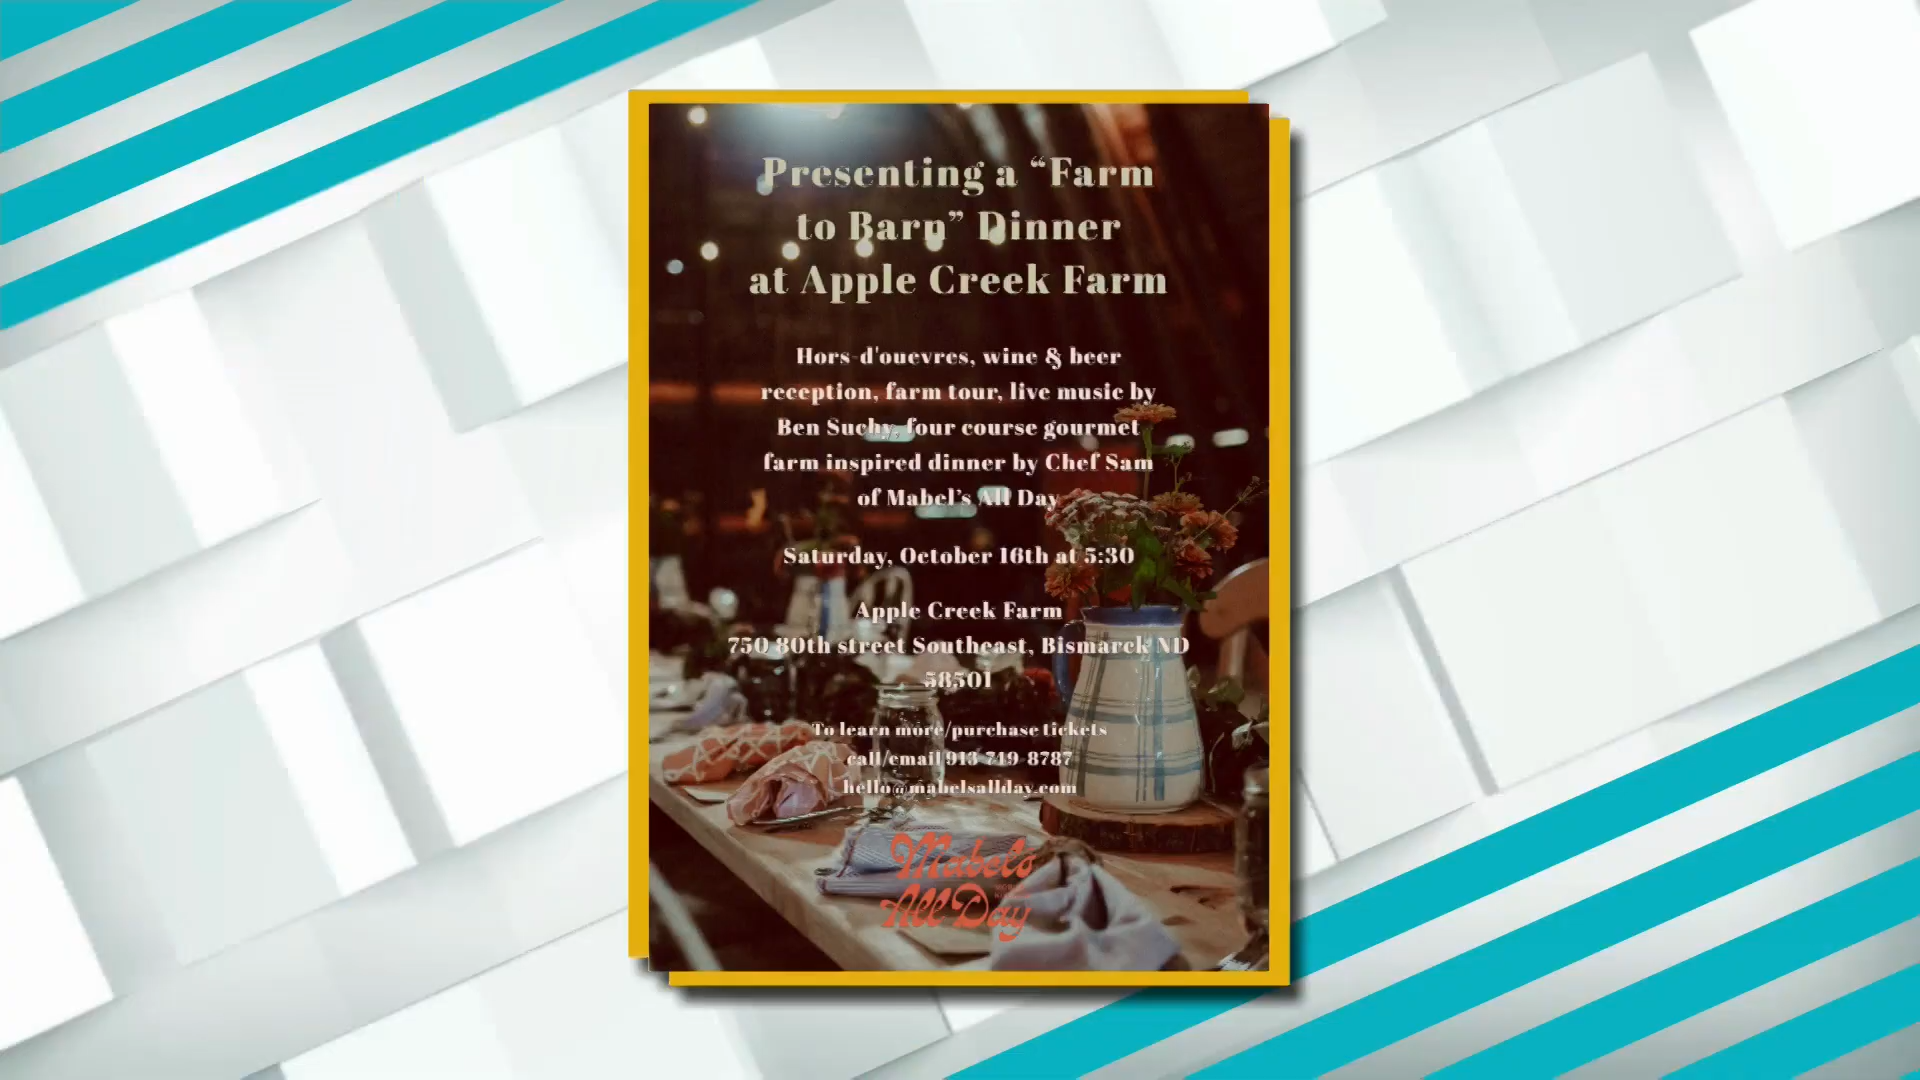 Presenting a “Farm
to Barn” Dinner
at Apple Creek Farm
Hors-d'ouevres, wine & beer
reception, farm tour, live music by
Ben Suchy, four course gourmet
farm inspired dinner by Chef Sam
of Mabel’s All Day
Saturday, October 16th at 5:30
Apple Creek Farm
750 80th street Southeast, Bismarck ND
58501
To learn more/purchase tickets
call/email 913-749-8787
hello@mabelsallday.com
Mabel's
All Day